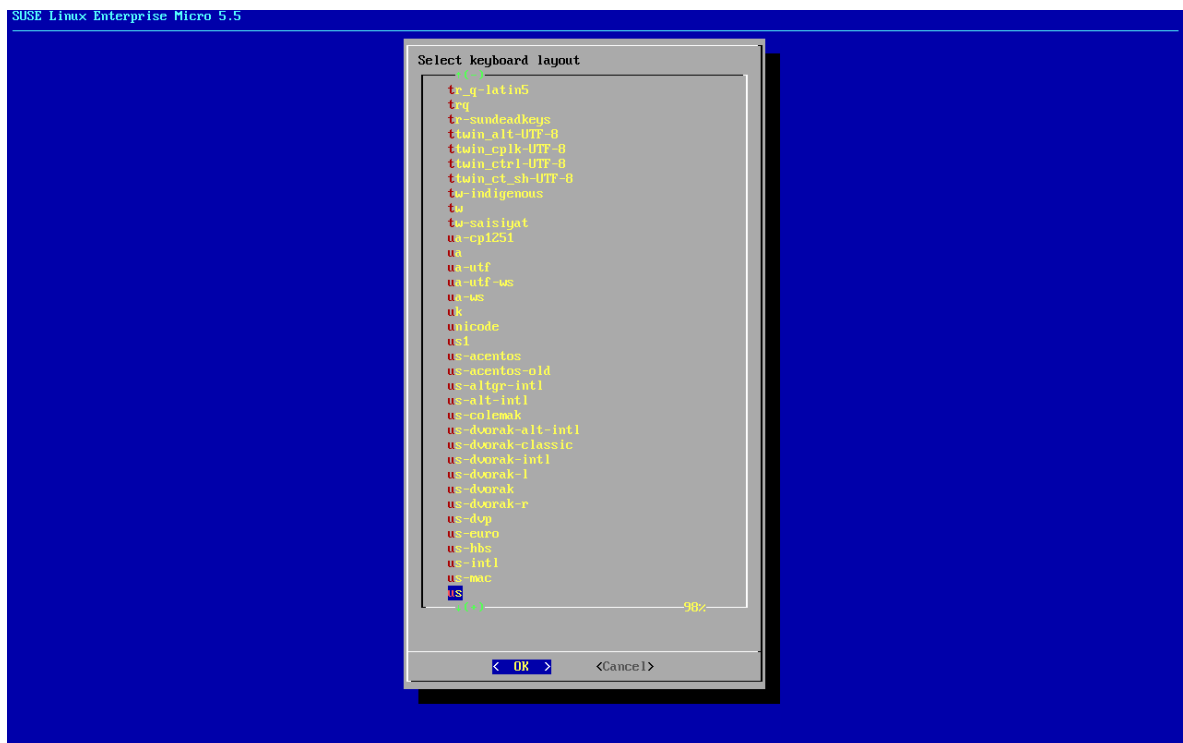 SUSE Linux Enterprise Micro 5.5
Select keyboard layout
↑(-)
tr_q-latin5
trq
tr-sundeadkeys
ttwin_alt-UTF-8
ttwin_cplk-UTF-8
ttwin_ctrl-UTF-8
ttwin_ct_sh-UTF-8
tw-indigenous
tw
tw-saisiyat
ua-cp1251
ua
ua-utf
ua-utf-ws
ua-ws
uk
unicode
us1
us-acentos
us-acentos-old
us-altgr-intl
us-alt-intl
us-colemak
us-dvorak-alt-intl
us-dvorak-classic
us-dvorak-intl
us-dvorak-l
us-dvorak
us-dvorak-r
us-dvp
us-euro
us-hbs
us-intl
us-mac
us
↓(+) 98%
< OK > <Cancel>